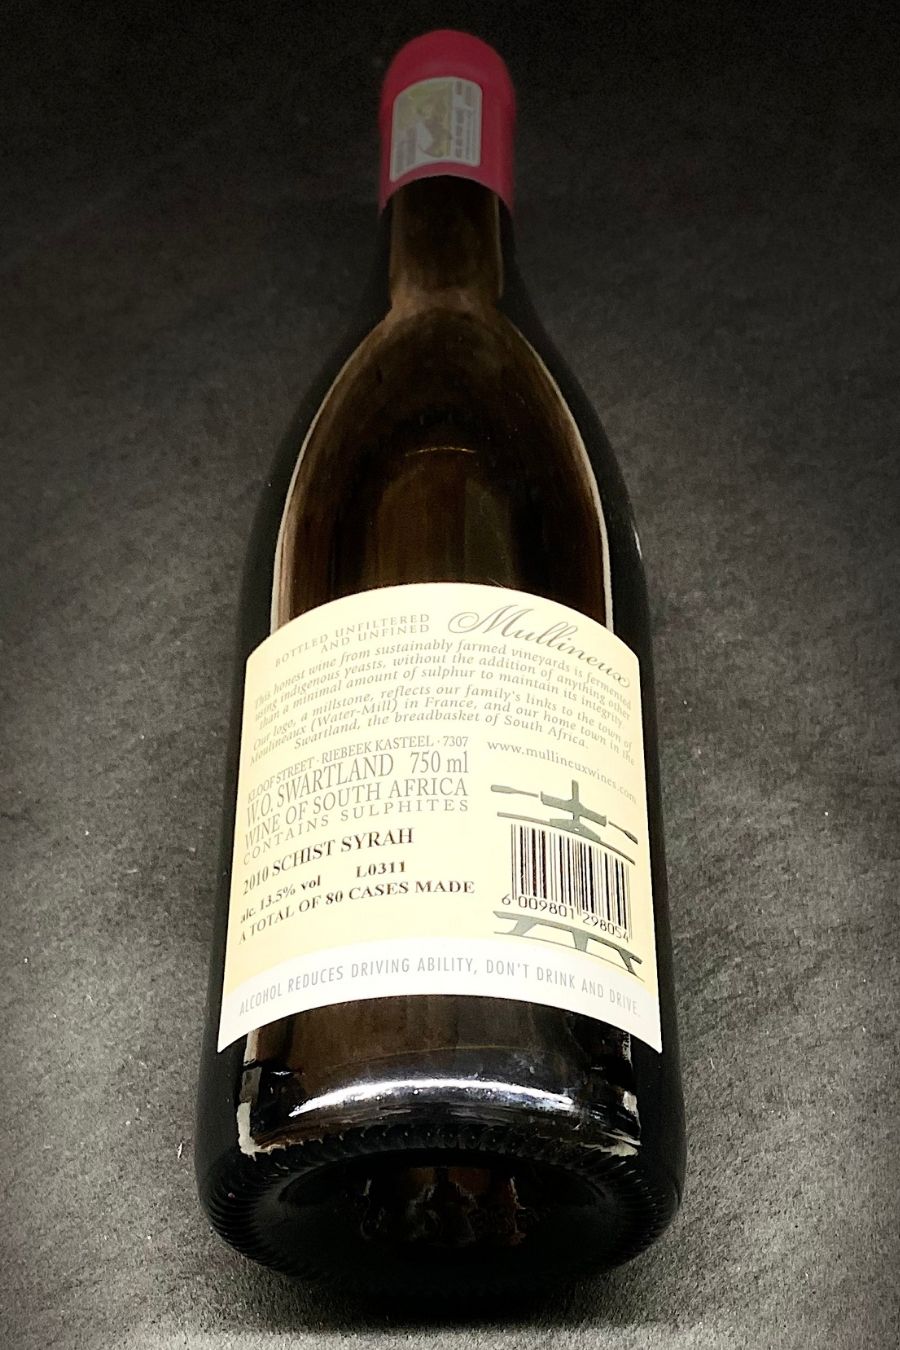 BOTTLED UNFILTERED
AND UNFINED
Mullineux
This honest wine from sustainably farmed vineyards is fermented
using indigenous yeasts, without the addition of anything other
than a minimal amount of sulphur to maintain its integrity.
Our logo, a millstone, reflects our family's links to the town of
Moulineaux (Water-Mill) in France, and our home town in the
Swartland, the breadbasket of South Africa.
www.mullineuxwines.com
KLOOF STREET · RIEBEEK KASTEEL · 7307
W.O. SWARTLAND 750 ml
WINE OF SOUTH AFRICA
CONTAINS SULPHITES
2010 SCHIST SYRAH
alc. 13.5% vol L0311
A TOTAL OF 80 CASES MADE
6 009801 298054
ALCOHOL REDUCES DRIVING ABILITY, DON'T DRINK AND DRIVE.